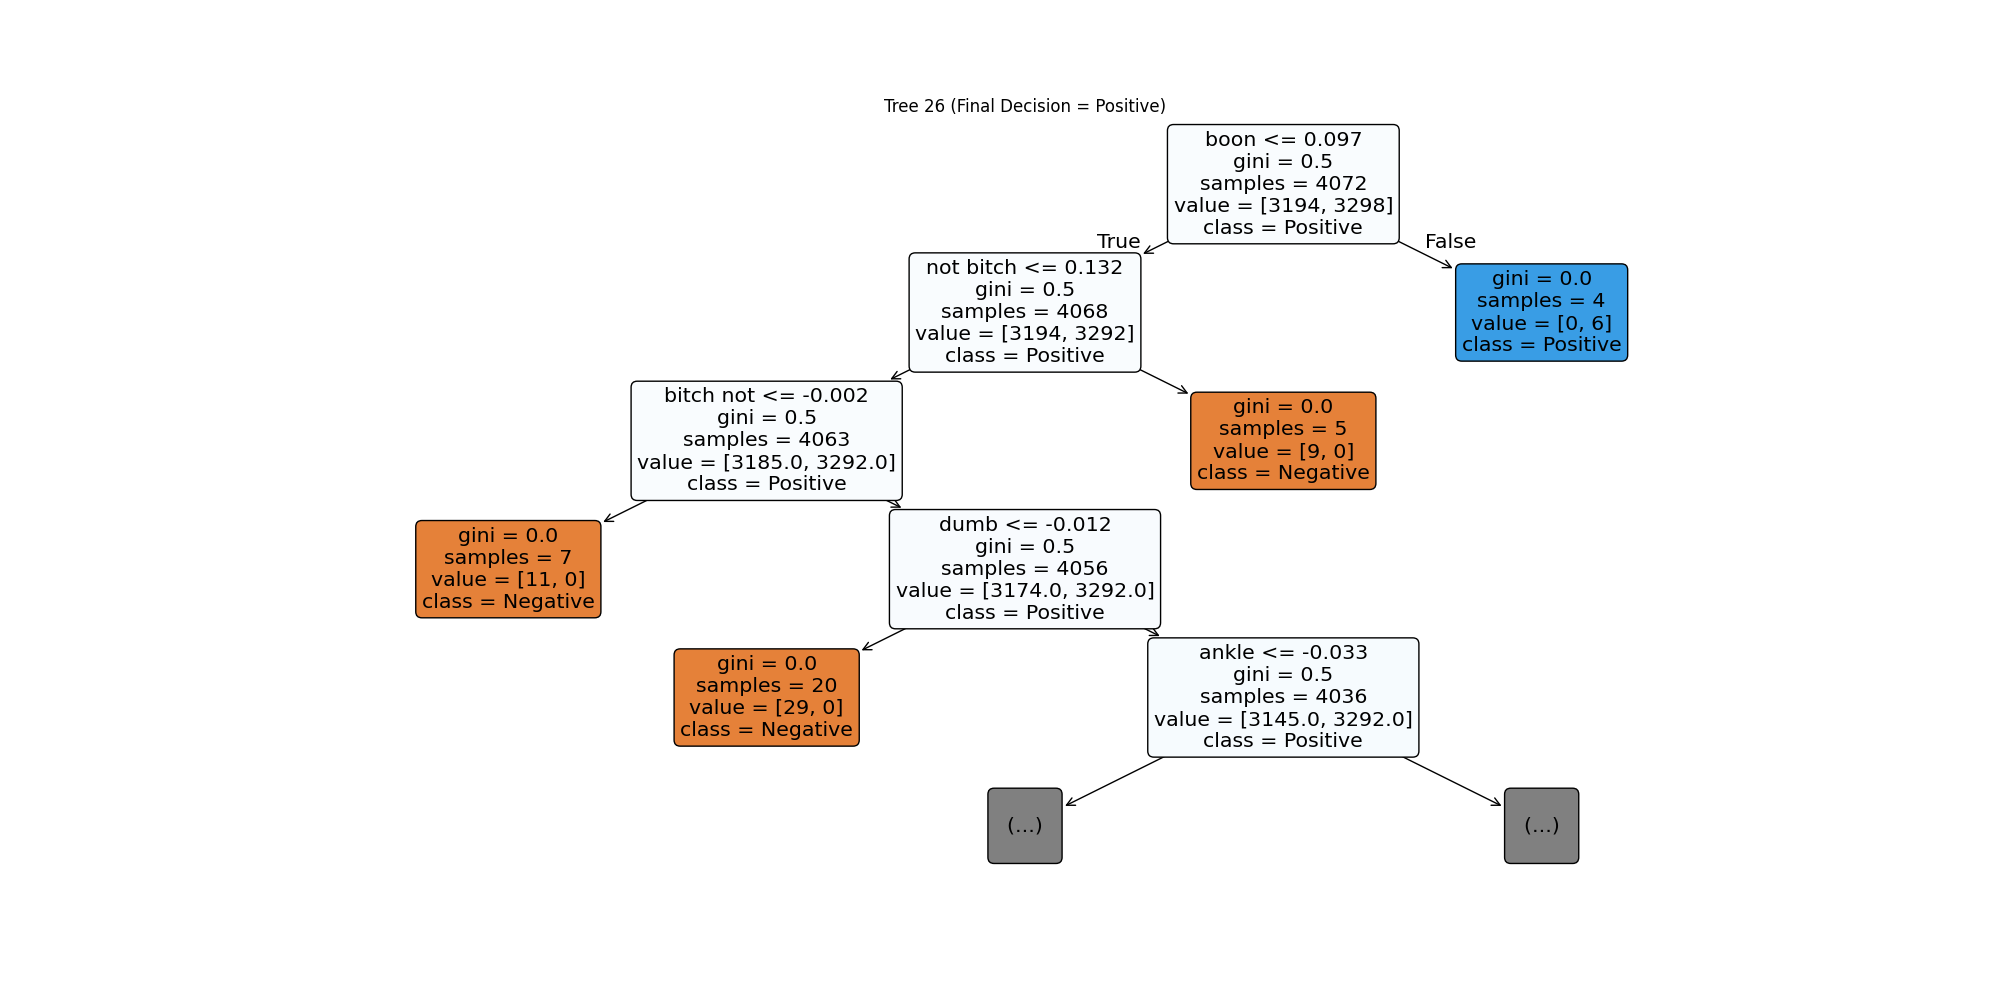 Tree 26 (Final Decision = Positive)
boon <= 0.097
gini = 0.5
samples = 4072
value = [3194, 3298]
class = Positive
True
False
not bitch <= 0.132
gini = 0.5
samples = 4068
value = [3194, 3292]
class = Positive
gini = 0.0
samples = 4
value = [0, 6]
class = Positive
bitch not <= -0.002
gini = 0.5
samples = 4063
value = [3185.0, 3292.0]
class = Positive
gini = 0.0
samples = 5
value = [9, 0]
class = Negative
gini = 0.0
samples = 7
value = [11, 0]
class = Negative
dumb <= -0.012
gini = 0.5
samples = 4056
value = [3174.0, 3292.0]
class = Positive
gini = 0.0
samples = 20
value = [29, 0]
class = Negative
ankle <= -0.033
gini = 0.5
samples = 4036
value = [3145.0, 3292.0]
class = Positive
(...)
(...)